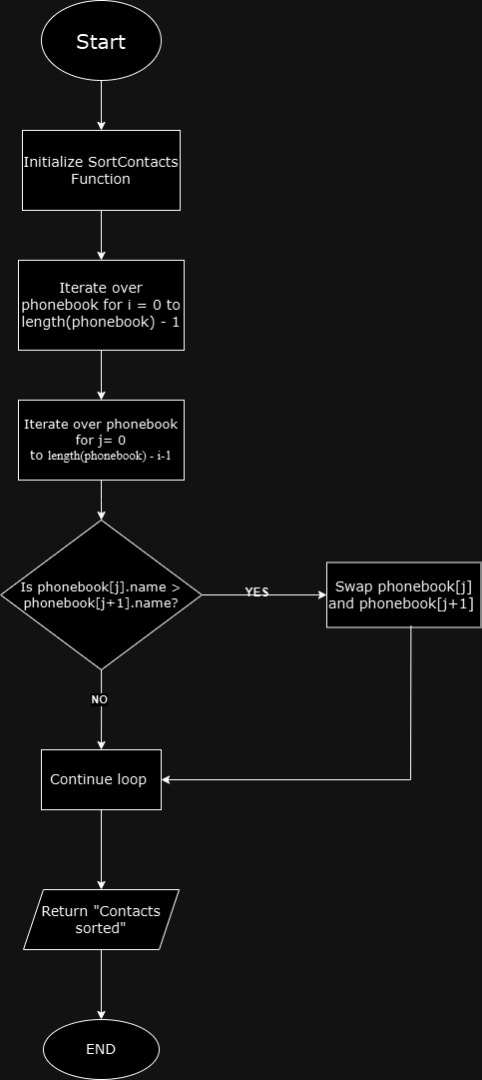 Start
Initialize SortContacts
Function
Iterate over
phonebook for i = 0 to
length(phonebook) - 1
Iterate over phonebook
for j= 0
to length(phonebook) - i-1
Is phonebook[j].name >
phonebook[j+1].name?
YES
Swap phonebook[j]
and phonebook[j+1]
NO
Continue loop
Return "Contacts
sorted"
END